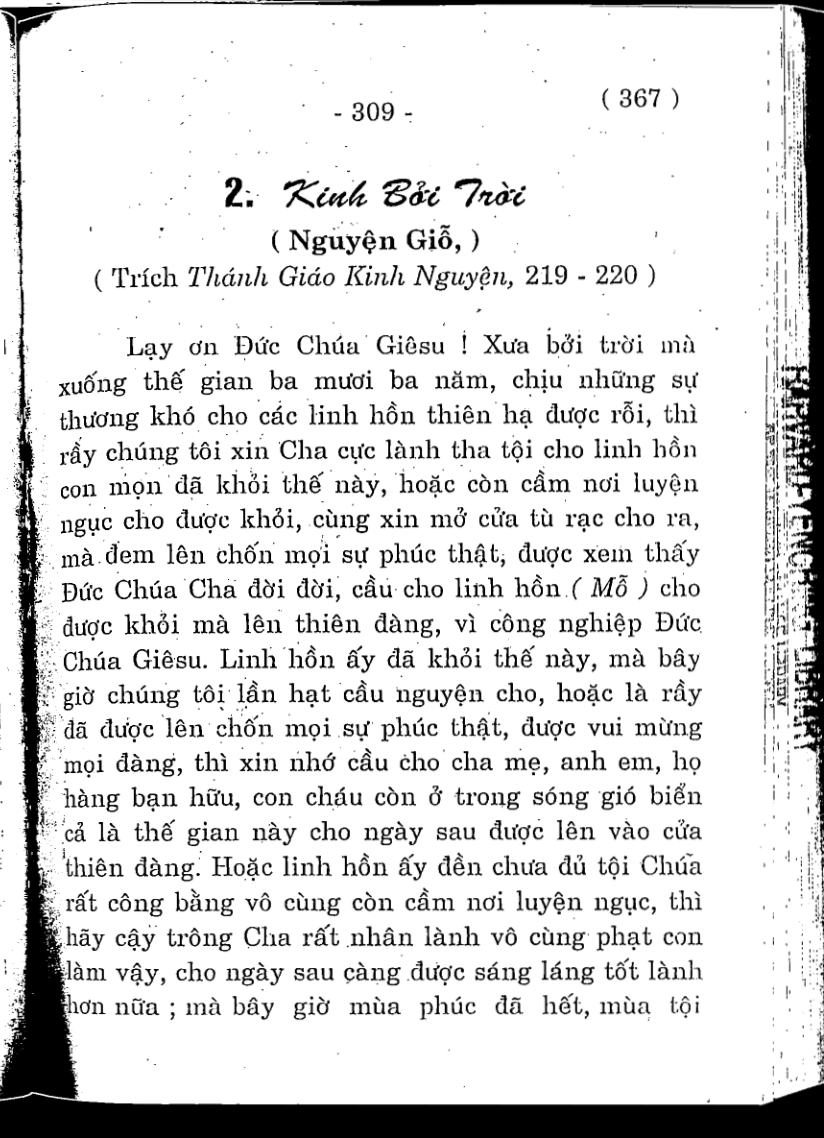 - 309 -
( 367 )
2. Kinh Bởi Trời
( Nguyện Giỗ, )
( Trích Thánh Giáo Kinh Nguyện, 219 - 220 )
Lạy ơn Đức Chúa Giêsu ! Xưa bởi trời mà
xuống thế gian ba mươi ba năm, chịu những sự
thương khó cho các linh hồn thiên hạ được rỗi, thì
rầy chúng tôi xin Cha cực lành tha tội cho linh hồn
con mọn đã khỏi thế này, hoặc còn cầm nơi luyện
ngục cho được khỏi, cùng xin mở cửa tù rạc cho ra,
mà đem lên chốn mọi sự phúc thật, được xem thấy
Đức Chúa Cha đời đời, cầu cho linh hồn ( Mỗ ) cho
được khỏi mà lên thiên đàng, vì công nghiệp Đức
Chúa Giêsu. Linh hồn ấy đã khỏi thế này, mà bây
giờ chúng tôi lần hạt cầu nguyện cho, hoặc là rầy
đã được lên chốn mọi sự phúc thật, được vui mừng
mọi đàng, thì xin nhớ cầu cho cha mẹ, anh em, họ
hàng bạn hữu, con cháu còn ở trong sóng gió biển
cả là thế gian này cho ngày sau được lên vào cửa
thiên đàng. Hoặc linh hồn ấy đền chưa đủ tội Chúa
rất công bằng vô cùng còn cầm nơi luyện ngục, thì
hãy cậy trông Cha rất nhân lành vô cùng phạt con
làm vậy, cho ngày sau càng được sáng láng tốt lành
hơn nữa ; mà bây giờ mùa phúc đã hết, mùa tội
HARVARD-YENCHING LIBRARY